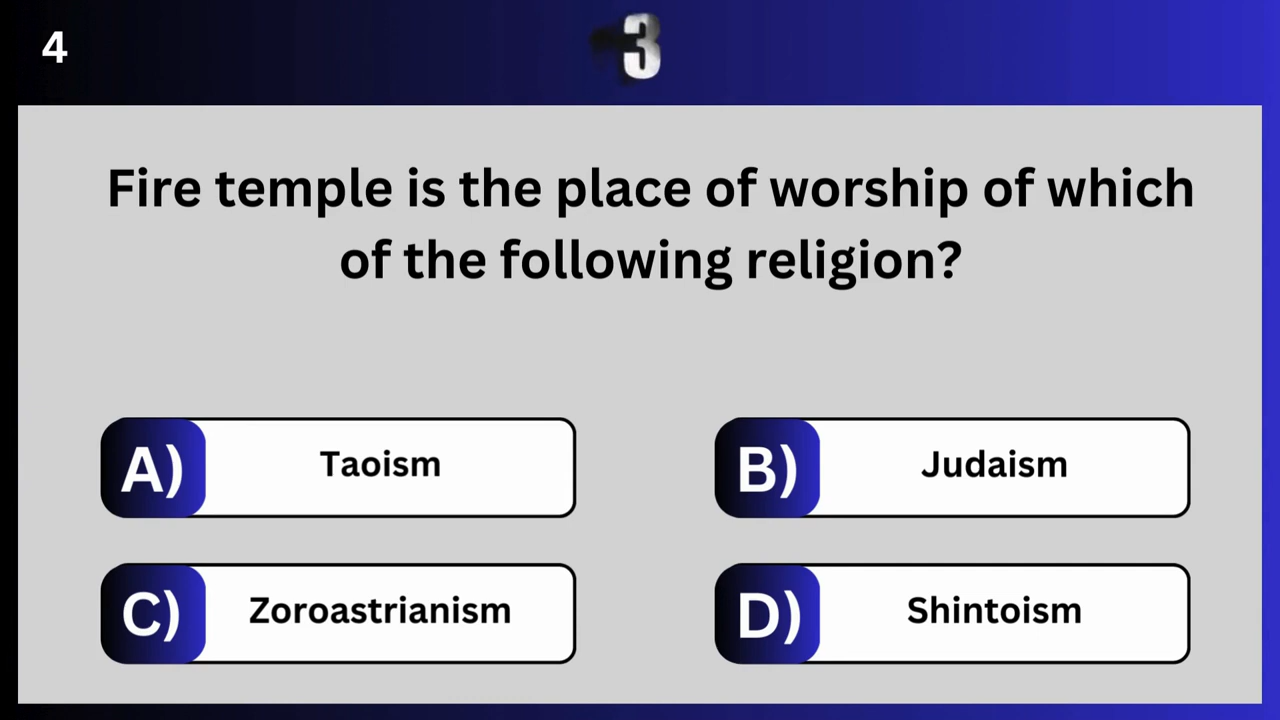 4
3
Fire temple is the place of worship of which
of the following religion?
A) Taoism
B) Judaism
C) Zoroastrianism
D) Shintoism